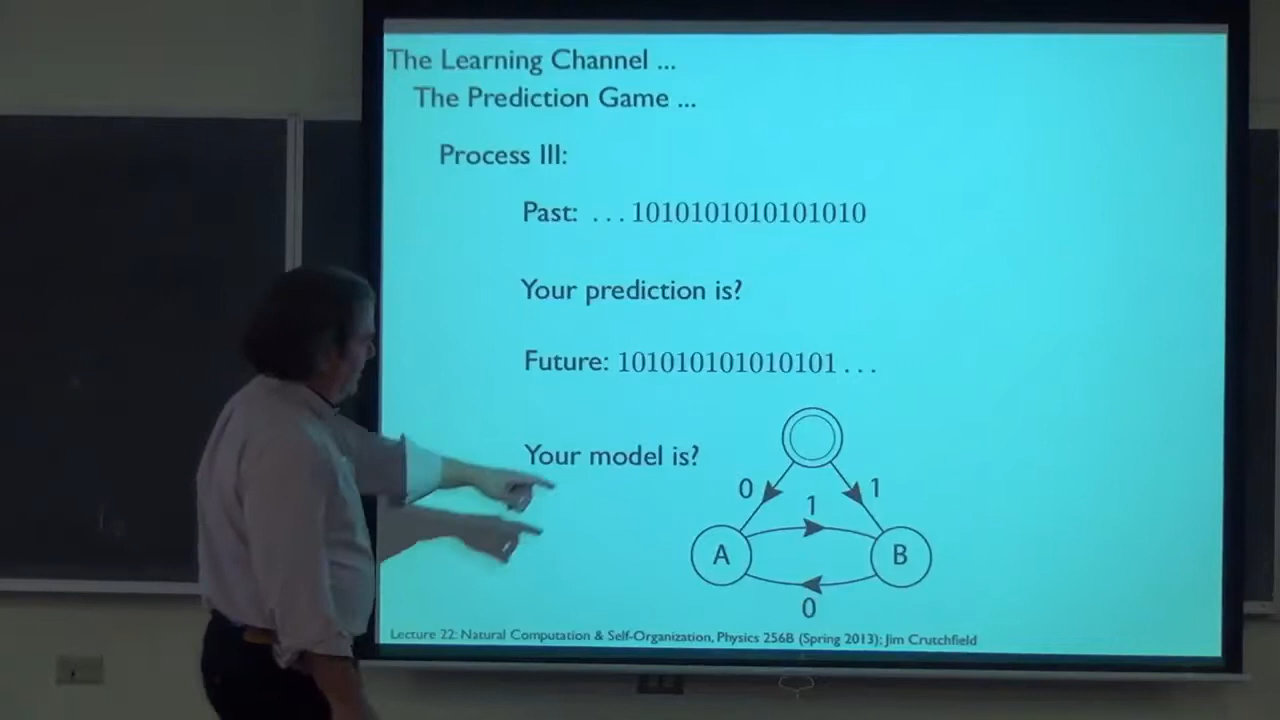 The Learning Channel ...
The Prediction Game ...
Process III:
Past: ...1010101010101010
Your prediction is?
Future: 101010101010101...
Your model is?
0
1
1
A
B
0
Lecture 22: Natural Computation & Self-Organization, Physics 256B (Spring 2013); Jim Crutchfield